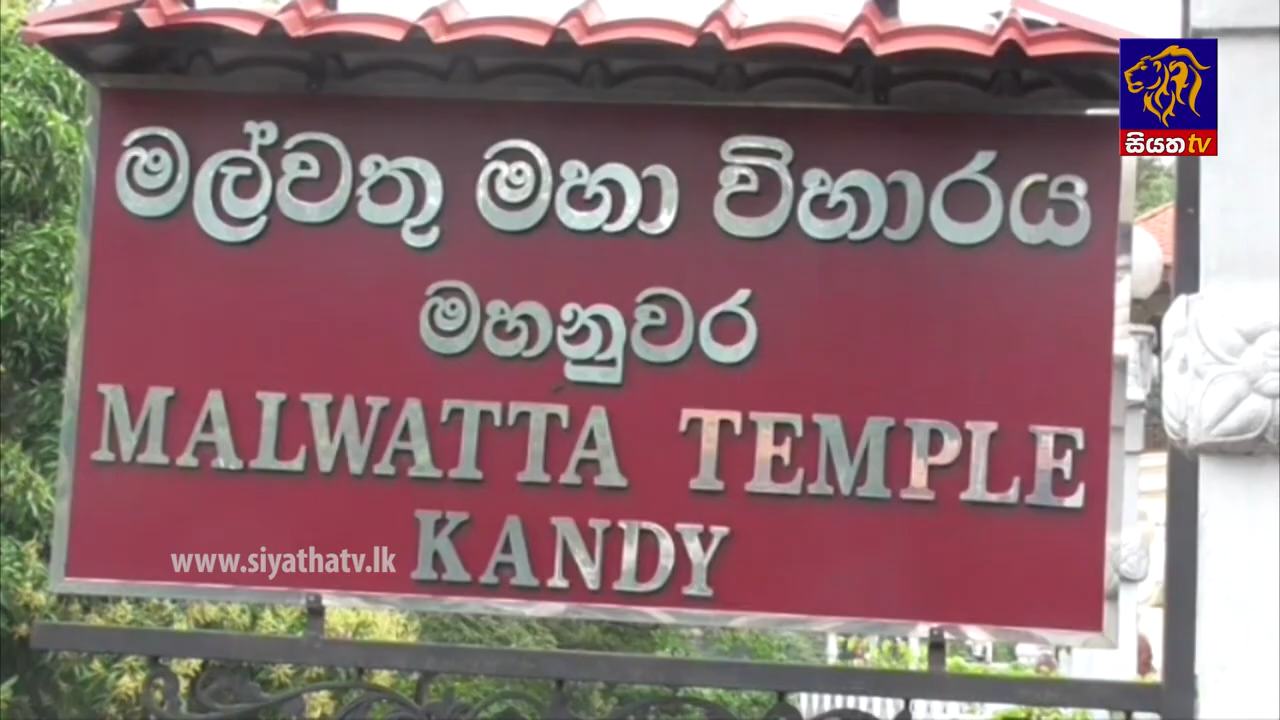 සියත tv
මල්වතු මහා විහාරය
මහනුවර
MALWATTA TEMPLE
KANDY
www.siyathatv.lk